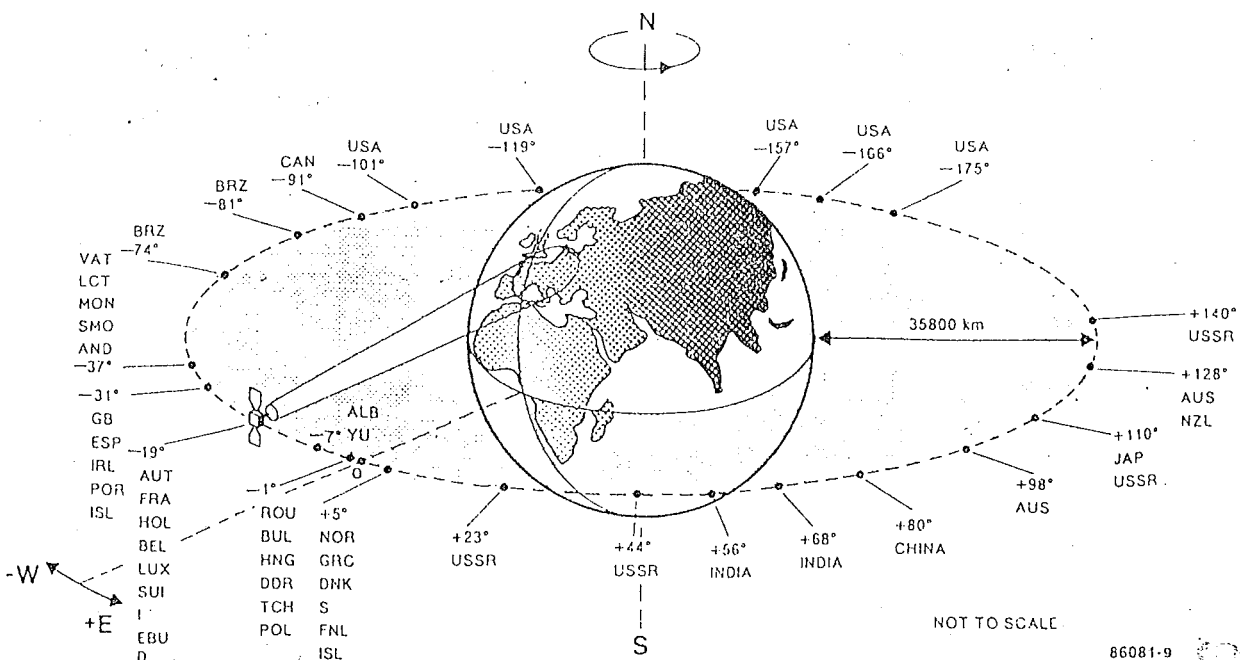 N
USA
−119°
USA
−157°
USA
−166°
USA
−175°
USA
−101°
CAN
−91°
BRZ
−81°
BRZ
−74°
VAT
LCT
MON
SMO
AND
−37°
−31°
GB
ESP
IRL
POR
ISL
−19°
AUT
FRA
HOL
BEL
LUX
SUI
I
EBU
D
−7°
ALB
YU
0
−1°
ROU
BUL
HNG
DDR
TCH
POL
+5°
NOR
GRC
DNK
S
FNL
ISL
+23°
USSR
+44°
USSR
+56°
INDIA
+68°
INDIA
+80°
CHINA
+98°
AUS
+110°
JAP
USSR
+128°
AUS
NZL
+140°
USSR
35800 km
-W
+E
S
NOT TO SCALE
86081-9